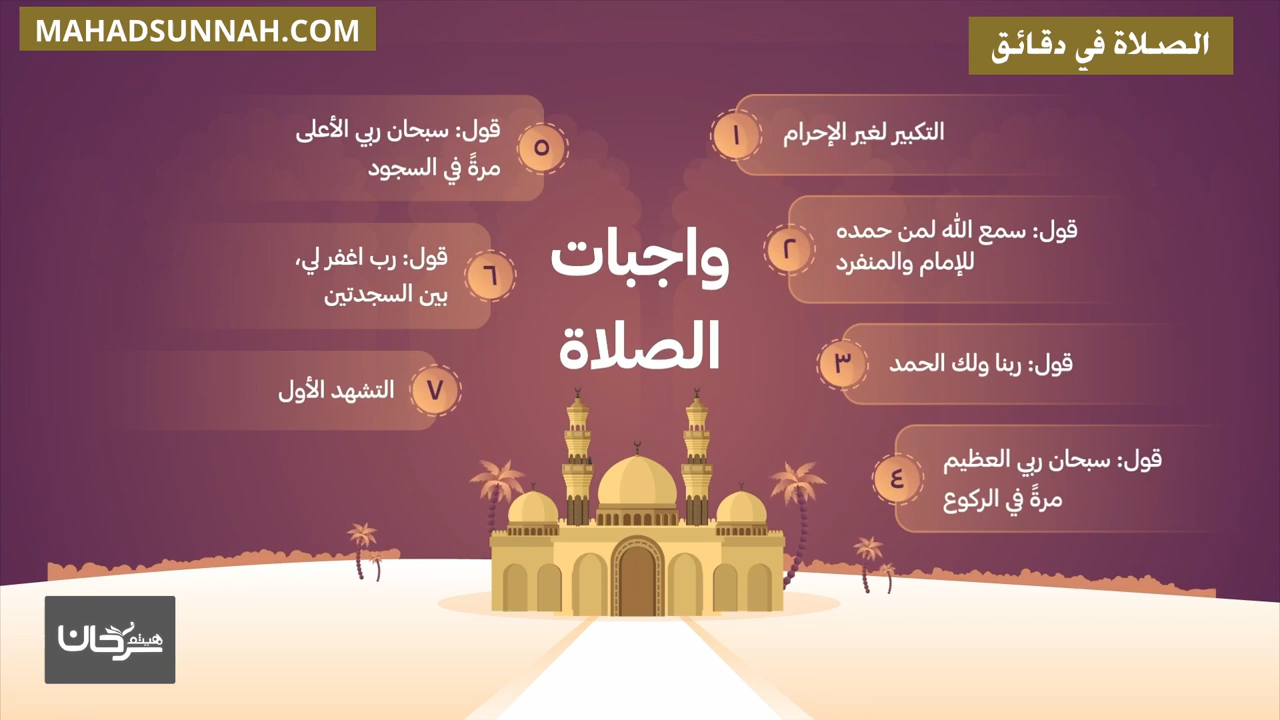 MAHADSUNNAH.COM
الصلاة في دقائق
واجبات
الصلاة
١
التكبير لغير الإحرام
٢
قول: سمع الله لمن حمده
للإمام والمنفرد
٣
قول: ربنا ولك الحمد
٤
قول: سبحان ربي العظيم
مرةً في الركوع
٥
قول: سبحان ربي الأعلى
مرةً في السجود
٦
قول: رب اغفر لي،
بين السجدتين
٧
التشهد الأول
هيثم
سرحان